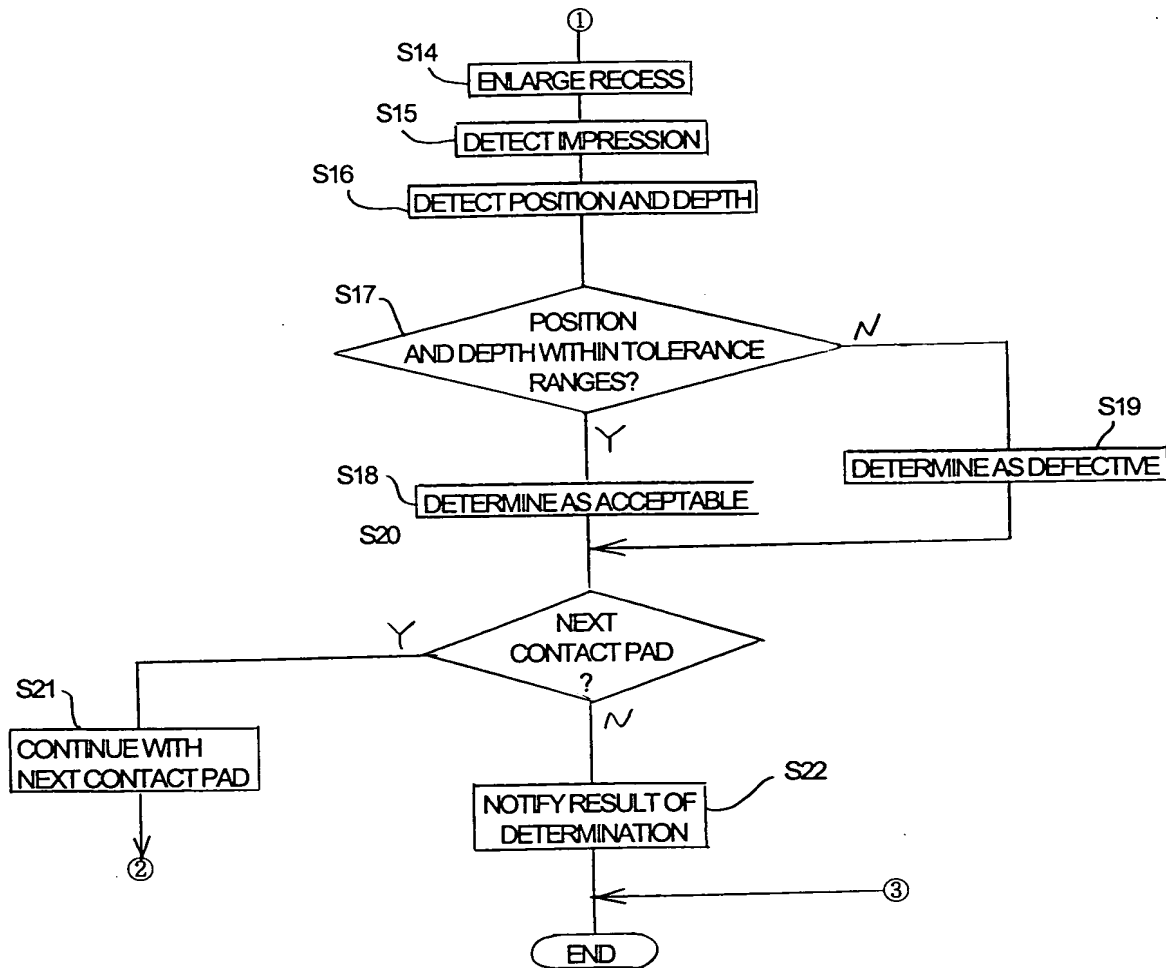 ①
S14
ENLARGE RECESS
S15
DETECT IMPRESSION
S16
DETECT POSITION AND DEPTH
S17
POSITION
AND DEPTH WITHIN TOLERANCE
RANGES?
N
Y
S19
DETERMINE AS DEFECTIVE
S18
DETERMINE AS ACCEPTABLE
S20
NEXT
CONTACT PAD
?
Y
N
S21
CONTINUE WITH
NEXT CONTACT PAD
②
S22
NOTIFY RESULT OF
DETERMINATION
③
END